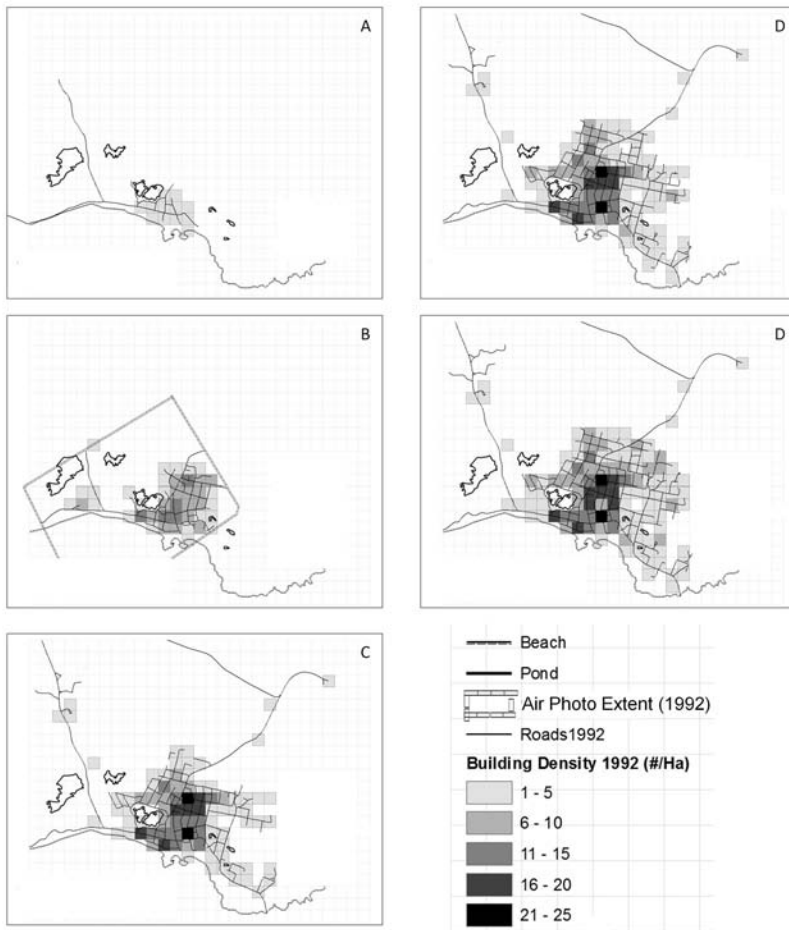 A
D
B
D
C
Beach
Pond
Air Photo Extent (1992)
Roads1992
Building Density 1992 (#/Ha)
1 - 5
6 - 10
11 - 15
16 - 20
21 - 25